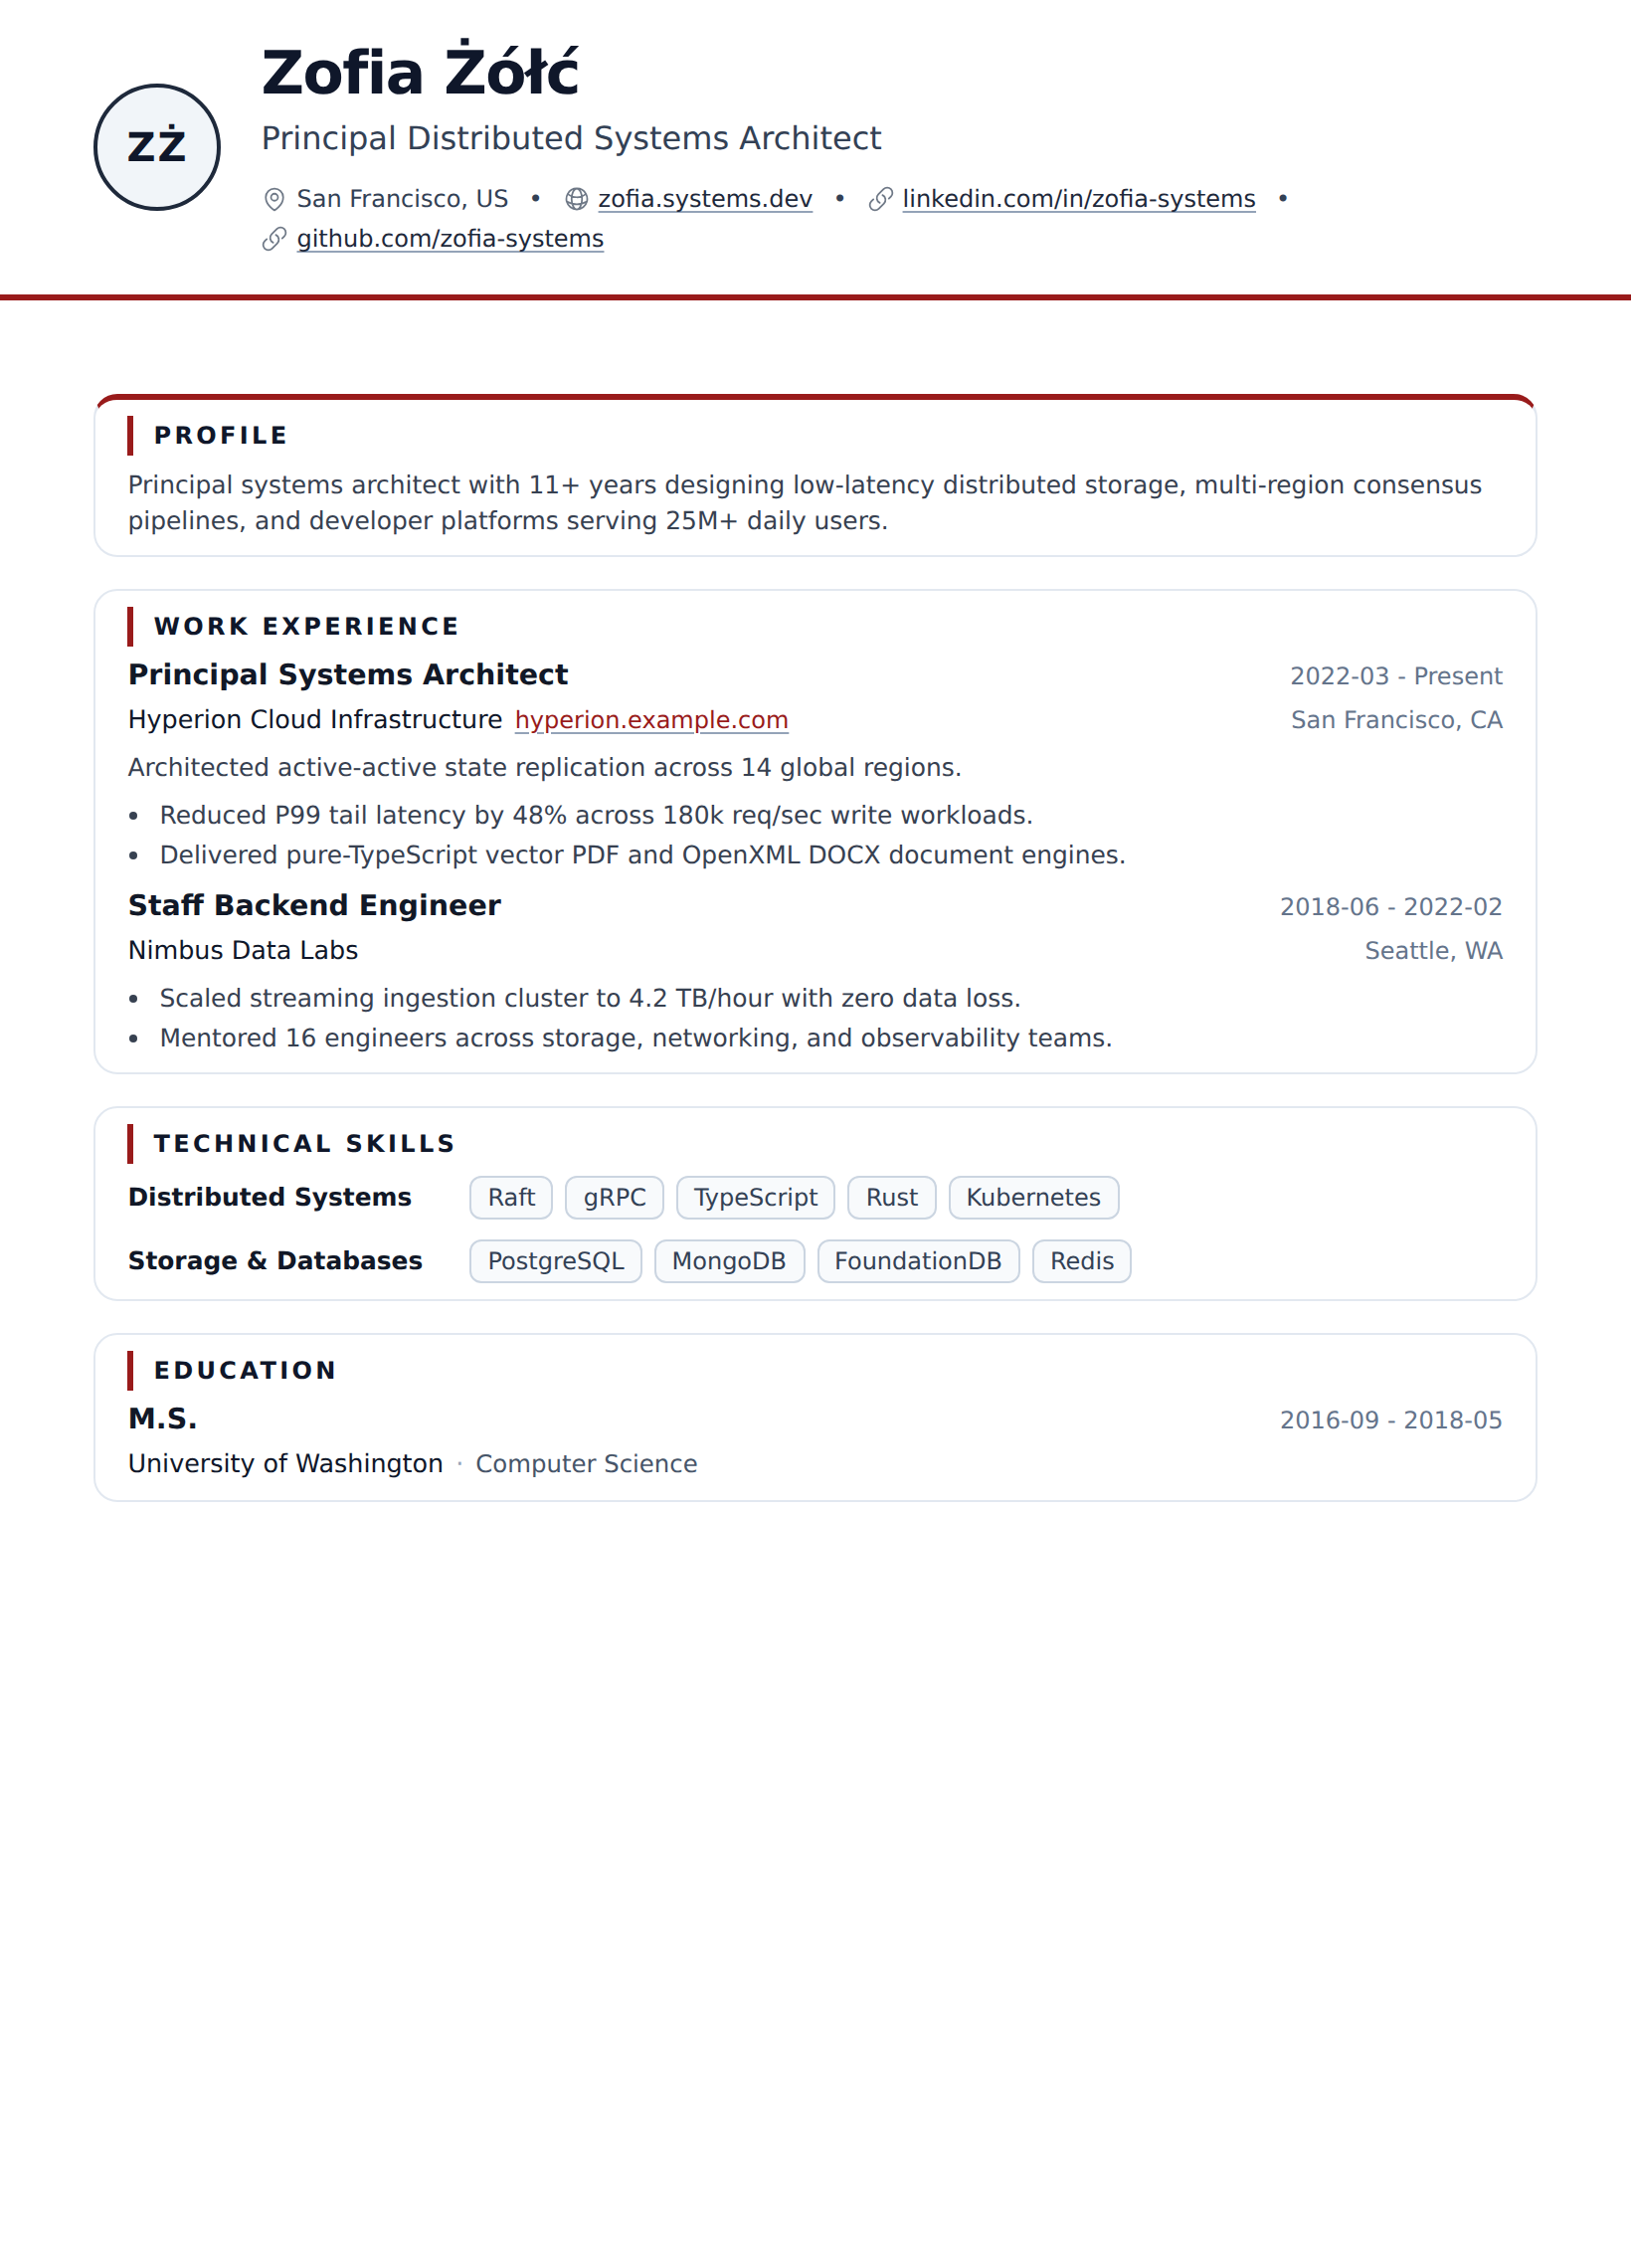 Zofia Żółć
ZŻ
Principal Distributed Systems Architect
San Francisco, US • zofia.systems.dev • linkedin.com/in/zofia-systems •
github.com/zofia-systems
PROFILE
Principal systems architect with 11+ years designing low-latency distributed storage, multi-region consensus
pipelines, and developer platforms serving 25M+ daily users.
WORK EXPERIENCE
Principal Systems Architect 2022-03 - Present
Hyperion Cloud Infrastructure hyperion.example.com San Francisco, CA
Architected active-active state replication across 14 global regions.
• Reduced P99 tail latency by 48% across 180k req/sec write workloads.
• Delivered pure-TypeScript vector PDF and OpenXML DOCX document engines.
Staff Backend Engineer 2018-06 - 2022-02
Nimbus Data Labs Seattle, WA
• Scaled streaming ingestion cluster to 4.2 TB/hour with zero data loss.
• Mentored 16 engineers across storage, networking, and observability teams.
TECHNICAL SKILLS
Distributed Systems Raft gRPC TypeScript Rust Kubernetes
Storage & Databases PostgreSQL MongoDB FoundationDB Redis
EDUCATION
M.S. 2016-09 - 2018-05
University of Washington · Computer Science